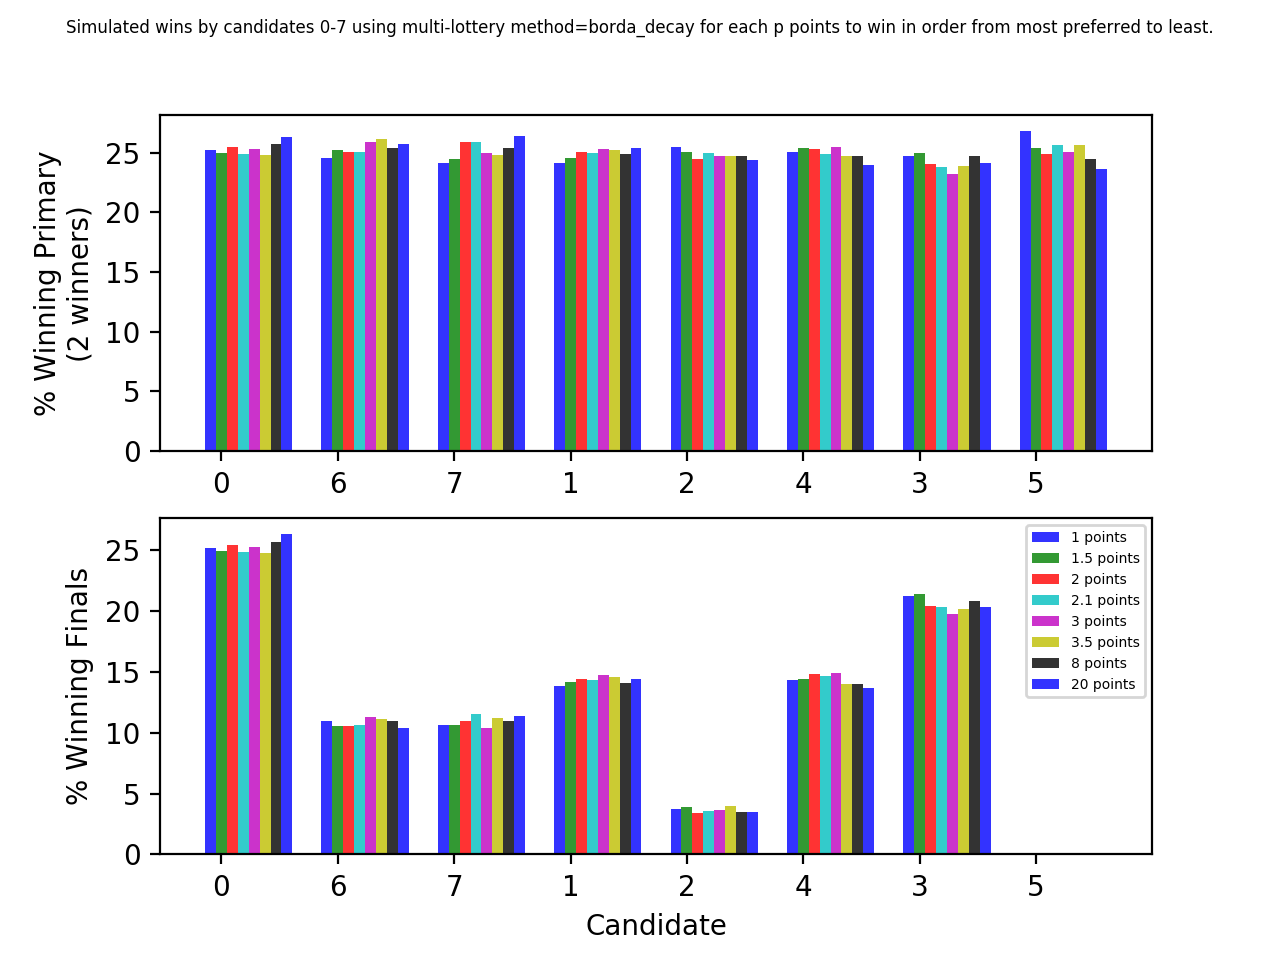 Simulated wins by candidates 0-7 using multi-lottery method=borda_decay for each p points to win in order from most preferred to least.
% Winning Primary
(2 winners)
25
20
15
10
5
0
0 6 7 1 2 4 3 5
% Winning Finals
25
20
15
10
5
0
1 points
1.5 points
2 points
2.1 points
3 points
3.5 points
8 points
20 points
0 6 7 1 2 4 3 5
Candidate